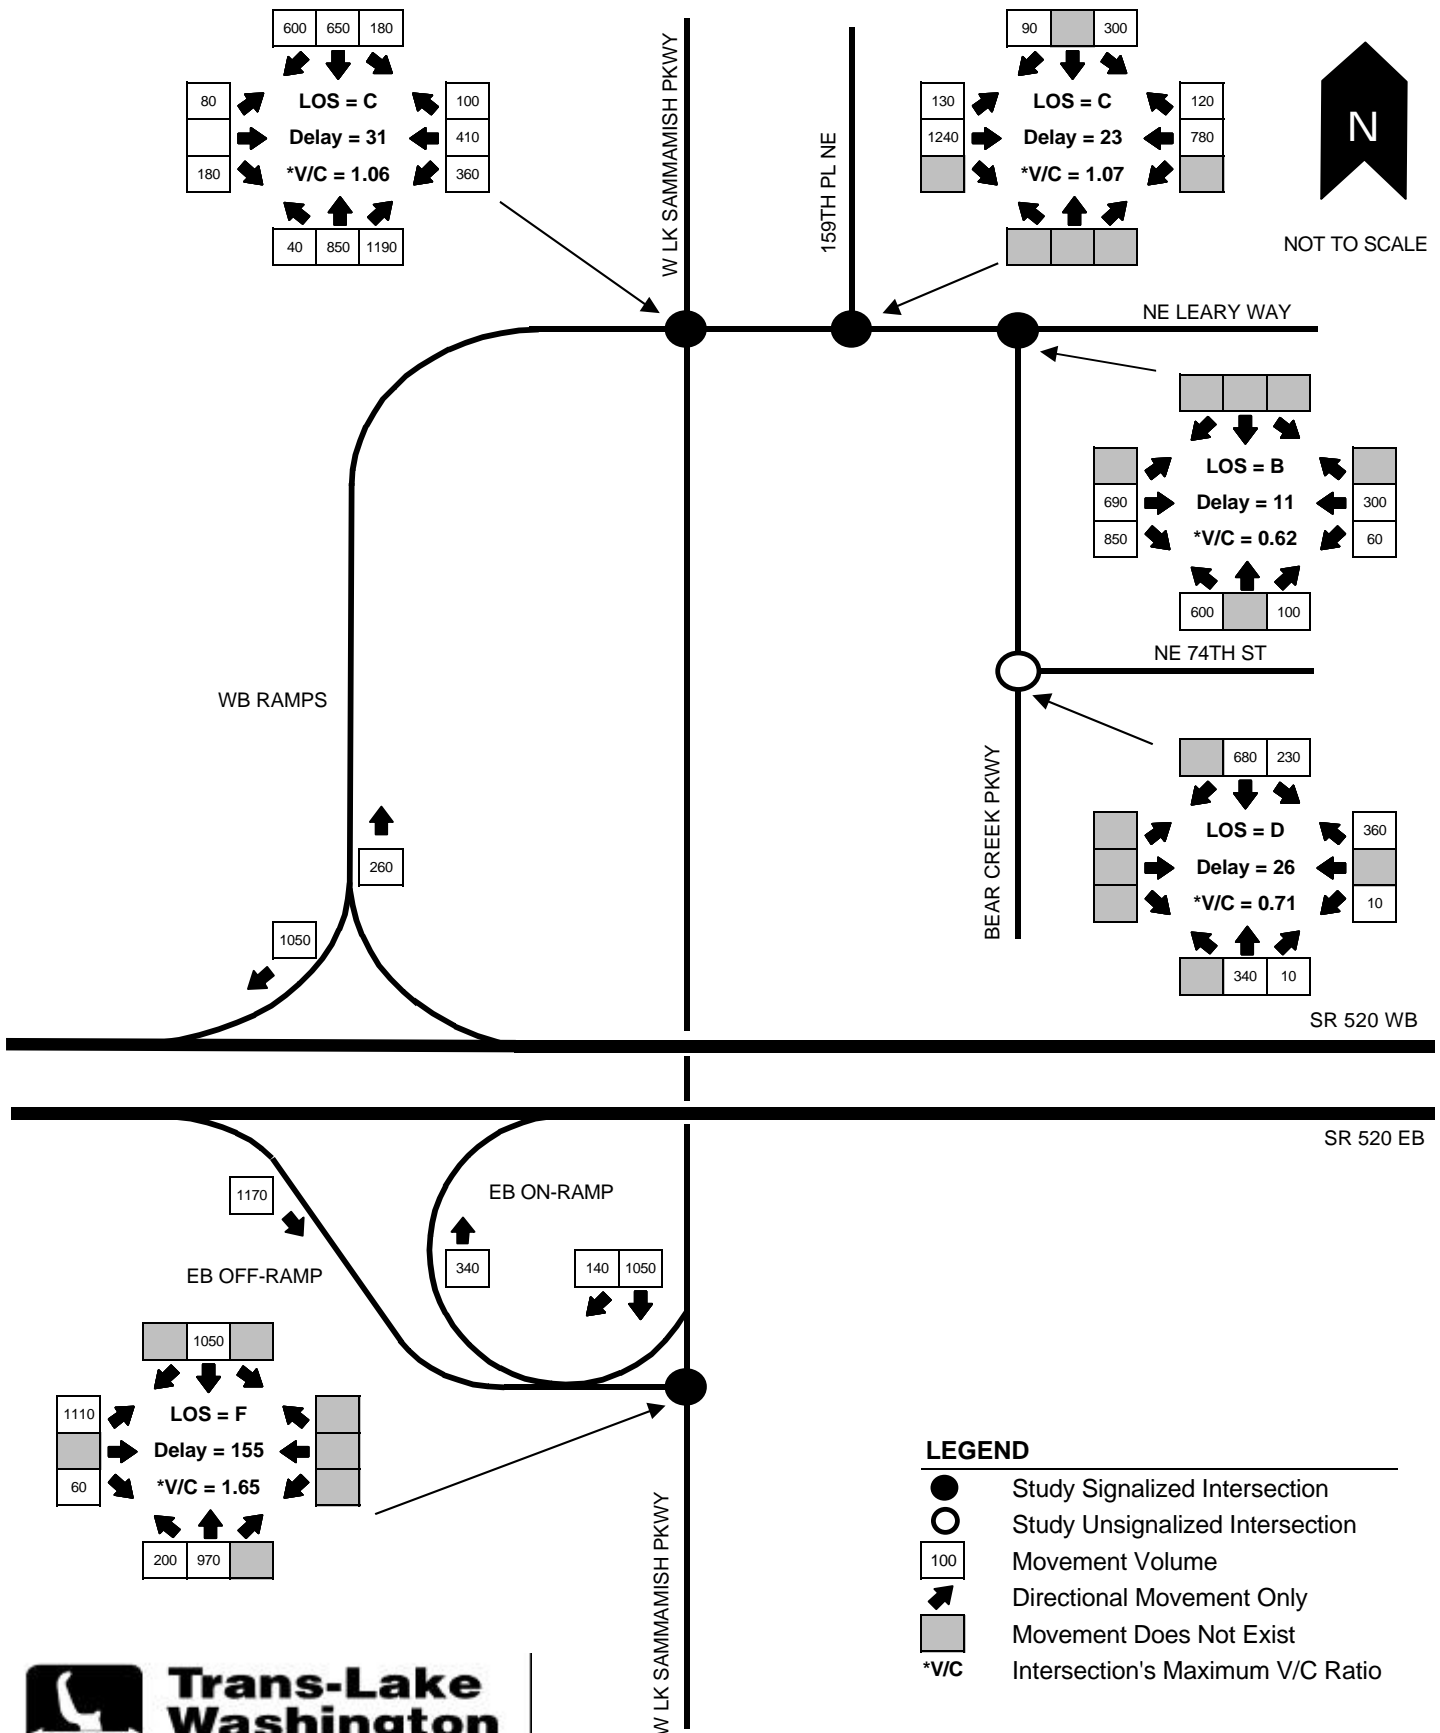 600 650 180
80 LOS = C 100
Delay = 31 410
180 *V/C = 1.06 360
40 850 1190
W LK SAMMAMISH PKWY
159TH PL NE
90 300
130 LOS = C 120
1240 Delay = 23 780
*V/C = 1.07
N
NOT TO SCALE
NE LEARY WAY
LOS = B
690 Delay = 11 300
850 *V/C = 0.62 60
600 100
NE 74TH ST
WB RAMPS
BEAR CREEK PKWY
680 230
LOS = D 360
Delay = 26
*V/C = 0.71 10
340 10
260
1050
SR 520 WB
SR 520 EB
1170
EB ON-RAMP
340
140 1050
EB OFF-RAMP
1050
1110 LOS = F
Delay = 155
60 *V/C = 1.65
200 970
W LK SAMMAMISH PKWY
LEGEND
Study Signalized Intersection
Study Unsignalized Intersection
100 Movement Volume
Directional Movement Only
Movement Does Not Exist
*V/C Intersection's Maximum V/C Ratio
Trans-Lake
Washington